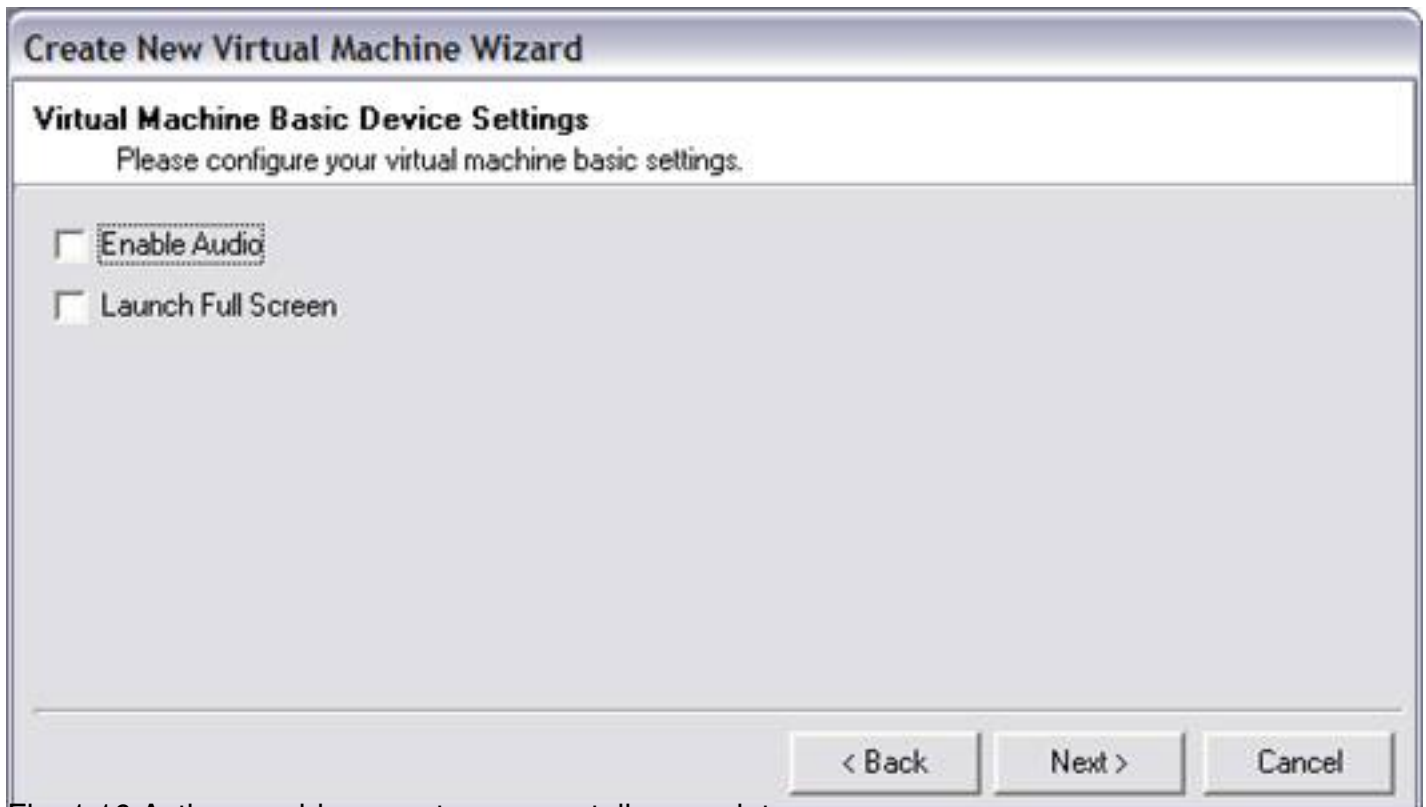 Create New Virtual Machine Wizard
Virtual Machine Basic Device Settings
Please configure your virtual machine basic settings.
Enable Audio
Launch Full Screen
< Back
Next >
Cancel